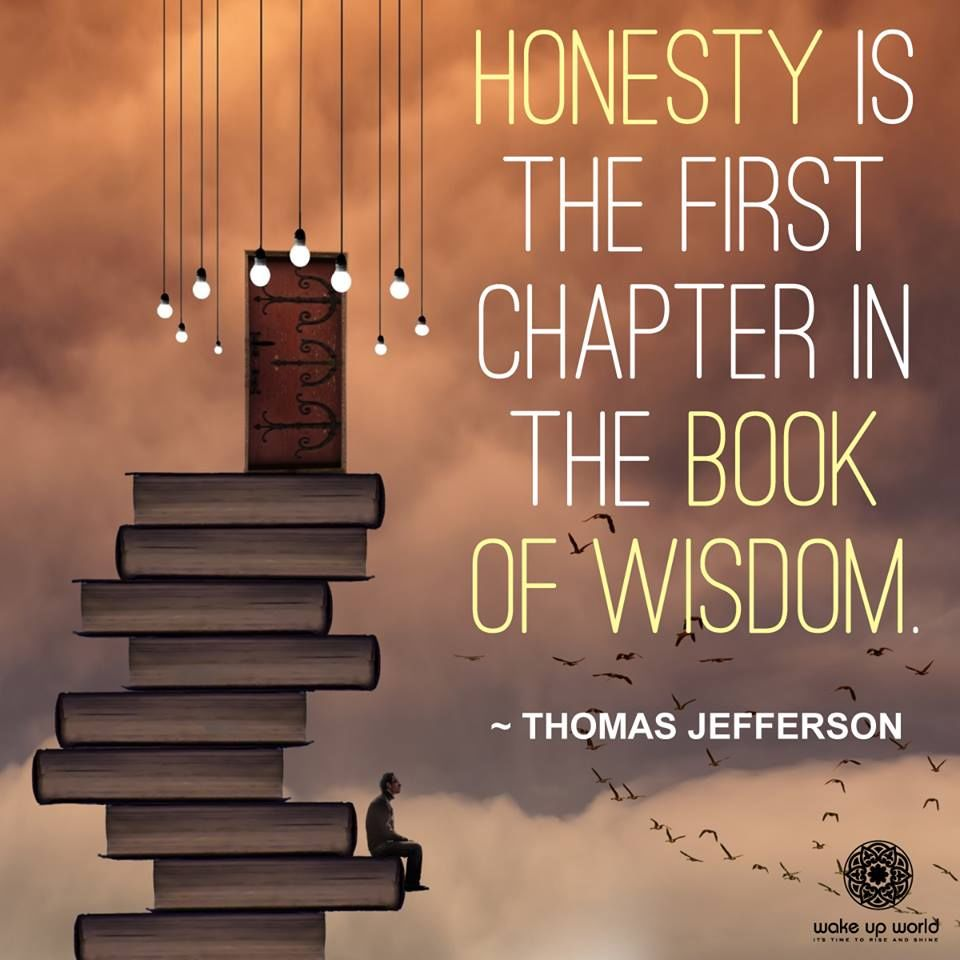 HONESTY IS
THE FIRST
CHAPTER IN
THE BOOK
OF WISDOM.
~ THOMAS JEFFERSON
wake up world
IT'S TIME TO RISE AND SHINE